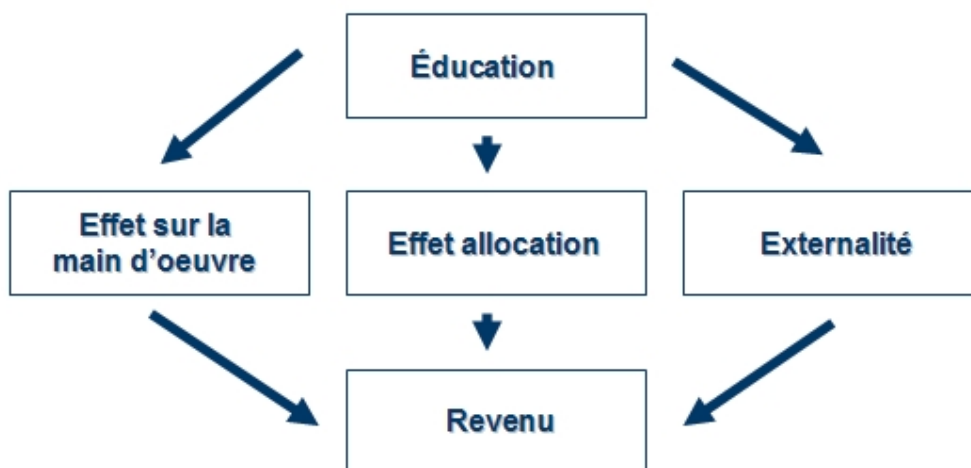 Éducation
Effet sur la
main d'oeuvre
Effet allocation
Externalité
Revenu